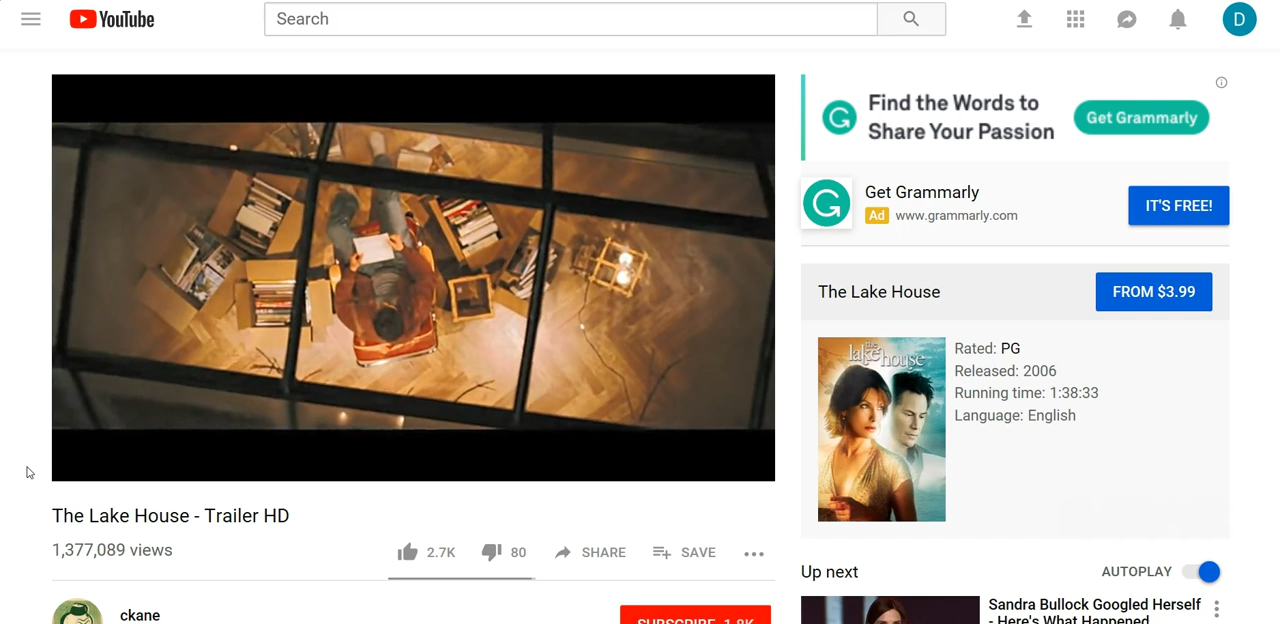 YouTube
Search
D
Find the Words to
Share Your Passion
Get Grammarly
Get Grammarly
Ad www.grammarly.com
IT'S FREE!
The Lake House
FROM $3.99
the
lake house
Rated: PG
Released: 2006
Running time: 1:38:33
Language: English
The Lake House - Trailer HD
1,377,089 views
2.7K
80
SHARE
SAVE
Up next
AUTOPLAY
ckane
SUBSCRIBE 1.8K
Sandra Bullock Googled Herself
- Here's What Happened